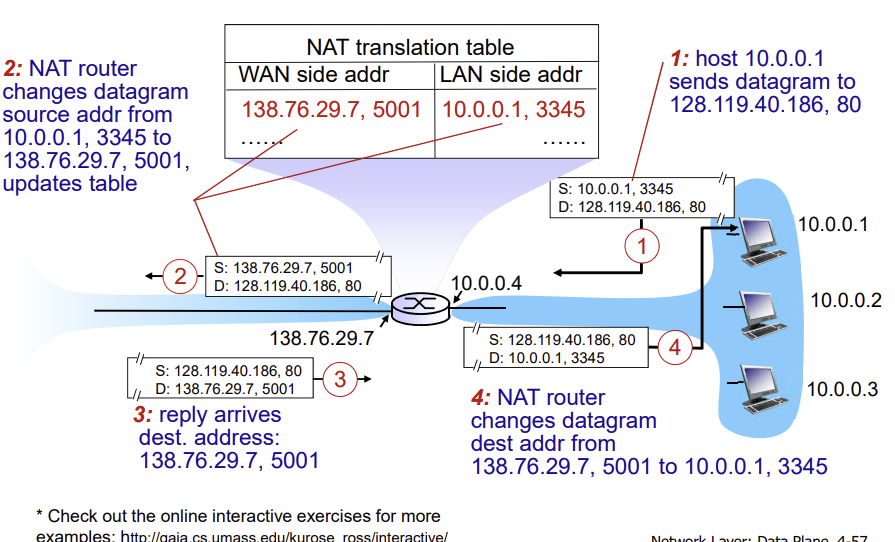 NAT translation table
WAN side addr LAN side addr
138.76.29.7, 5001 10.0.0.1, 3345
...... ......
2: NAT router
changes datagram
source addr from
10.0.0.1, 3345 to
138.76.29.7, 5001,
updates table
1: host 10.0.0.1
sends datagram to
128.119.40.186, 80
S: 10.0.0.1, 3345
D: 128.119.40.186, 80
1
10.0.0.1
S: 138.76.29.7, 5001
D: 128.119.40.186, 80
2
10.0.0.4
10.0.0.2
138.76.29.7
S: 128.119.40.186, 80
D: 10.0.0.1, 3345
4
S: 128.119.40.186, 80
D: 138.76.29.7, 5001
3
10.0.0.3
3: reply arrives
dest. address:
138.76.29.7, 5001
4: NAT router
changes datagram
dest addr from
138.76.29.7, 5001 to 10.0.0.1, 3345
* Check out the online interactive exercises for more
examples: http://gaia.cs.umass.edu/kurose_ross/interactive/
Network Layer: Data Plane 4-57